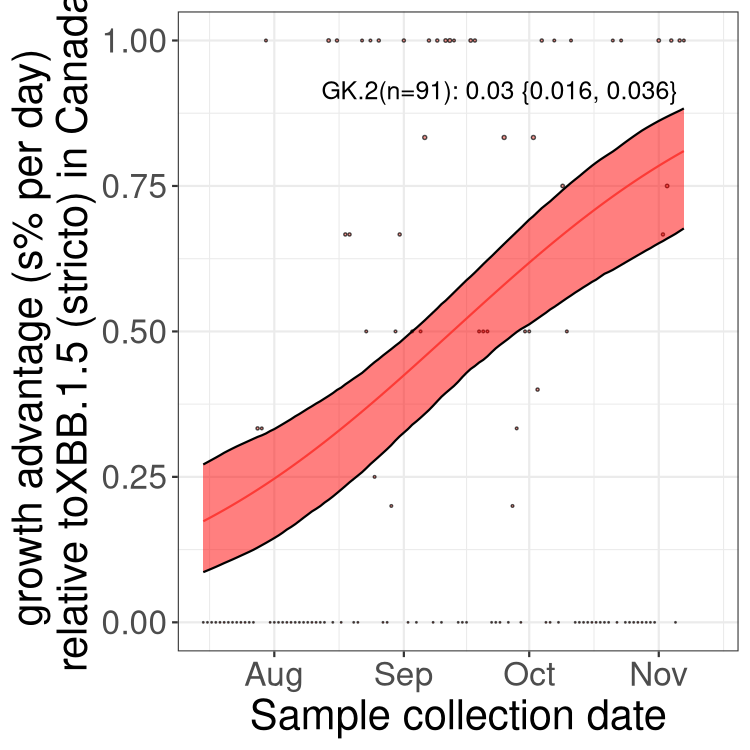 growth advantage (s% per day)
relative toXBB.1.5 (stricto) in Canada
1.00
0.75
0.50
0.25
0.00
GK.2(n=91): 0.03 {0.016, 0.036}
Aug Sep Oct Nov
Sample collection date